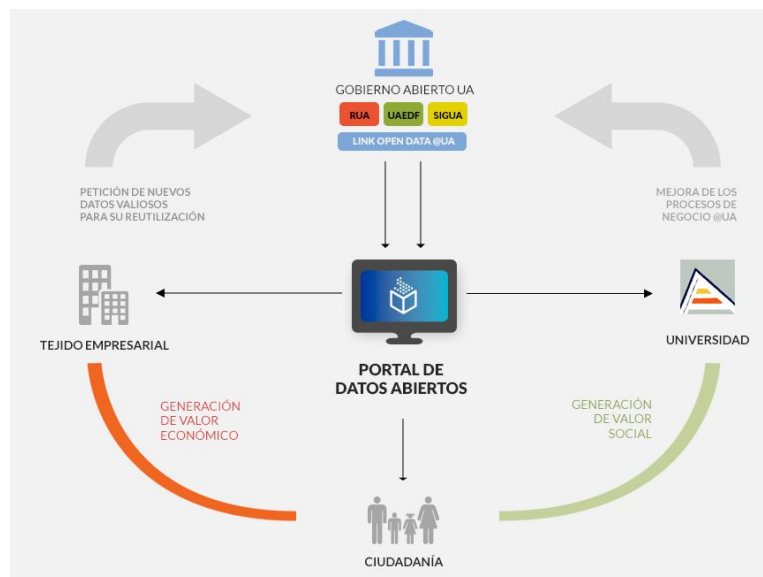 GOBIERNO ABIERTO UA
RUA UAEDF SIGUA
LINK OPEN DATA @UA
PETICIÓN DE NUEVOS
DATOS VALIOSOS
PARA SU REUTILIZACIÓN
MEJORA DE LOS
PROCESOS DE
NEGOCIO @UA
TEJIDO EMPRESARIAL
UNIVERSIDAD
PORTAL DE
DATOS ABIERTOS
GENERACIÓN
DE VALOR
ECONÓMICO
GENERACIÓN
DE VALOR
SOCIAL
CIUDADANÍA